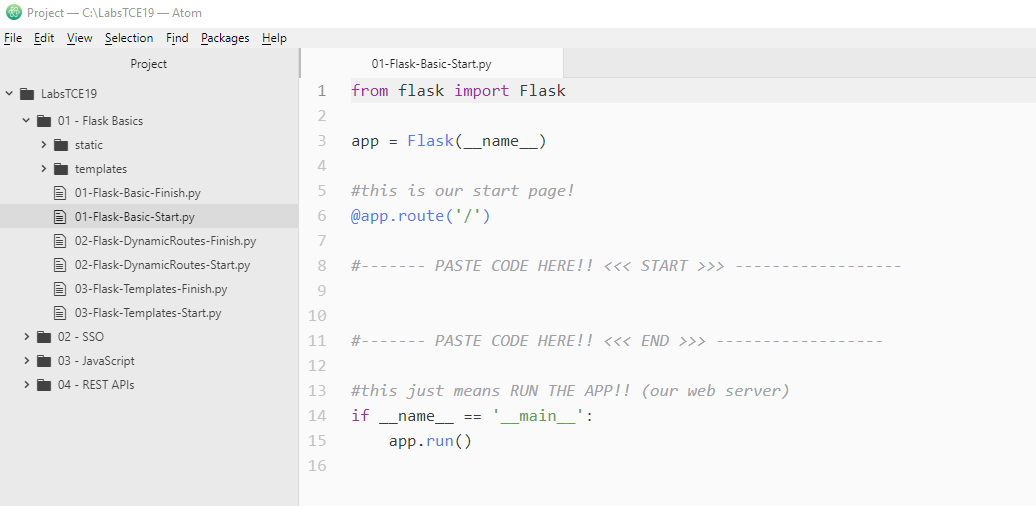 Project — C:\LabsTCE19 — Atom
File Edit View Selection Find Packages Help
Project
LabsTCE19
01 - Flask Basics
static
templates
01-Flask-Basic-Finish.py
01-Flask-Basic-Start.py
02-Flask-DynamicRoutes-Finish.py
02-Flask-DynamicRoutes-Start.py
03-Flask-Templates-Finish.py
03-Flask-Templates-Start.py
02 - SSO
03 - JavaScript
04 - REST APIs
01-Flask-Basic-Start.py
1 from flask import Flask
2
3 app = Flask(__name__)
4
5 #this is our start page!
6 @app.route('/')
7
8 #------- PASTE CODE HERE!! <<< START >>> ------------------
9
10
11 #------- PASTE CODE HERE!! <<< END >>> ------------------
12
13 #this just means RUN THE APP!! (our web server)
14 if __name__ == '__main__':
15     app.run()
16